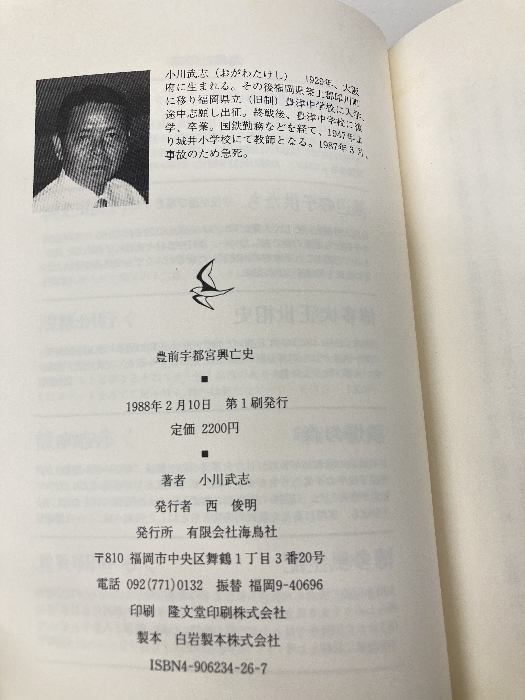 小川武志(おがわたけし) 1929年、大阪
府に生まれる。その後福岡県築上郡岸川町
に移り福岡県立(旧制)豊津中学校に入学、
途中志願し出征。終戦後、豊津中学校に復
学、卒業。国鉄勤務などを経て、1947年よ
り城井小学校にて教師となる。1987年3月、
事故のため急死。
豊前宇都宮興亡史
■
1988年2月10日 第1刷発行
定価 2200円
■
著者 小川武志
発行者 西 俊明
発行所 有限会社海鳥社
〒810 福岡市中央区舞鶴1丁目3番20号
電話 092(771)0132 振替 福岡9-40696
印刷 隆文堂印刷株式会社
製本 白岩製本株式会社
ISBN4-906234-26-7